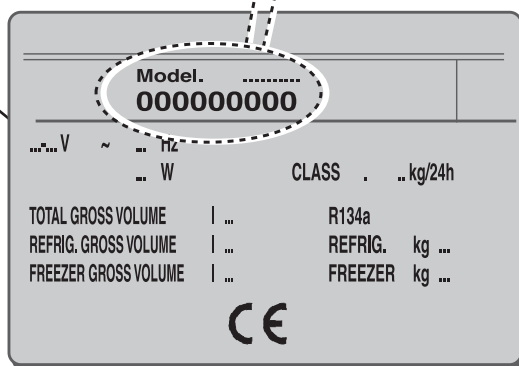 Model. ..........
000000000
...-... V ~ ... Hz
... W CLASS . .. kg/24h
TOTAL GROSS VOLUME l ... R134a
REFRIG. GROSS VOLUME l ... REFRIG. kg ...
FREEZER GROSS VOLUME l ... FREEZER kg ...
CE